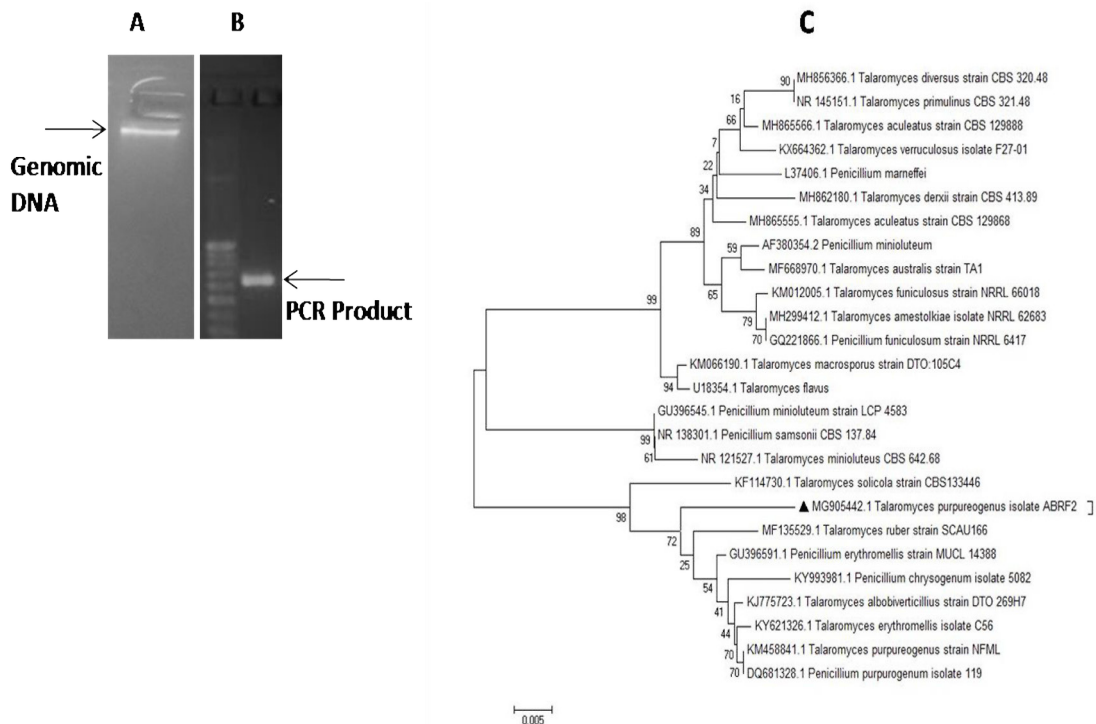 A
B
C
Genomic
DNA
PCR Product
MH856366.1 Talaromyces diversus strain CBS 320.48
90
NR 145151.1 Talaromyces primulinus CBS 321.48
16
MH865566.1 Talaromyces aculeatus strain CBS 129888
66
KX664362.1 Talaromyces verruculosus isolate F27-01
7
L37406.1 Penicillium marneffei
22
MH862180.1 Talaromyces derxii strain CBS 413.89
34
MH865555.1 Talaromyces aculeatus strain CBS 129868
89
AF380354.2 Penicillium minioluteum
59
MF668970.1 Talaromyces australis strain TA1
65
KM012005.1 Talaromyces funiculosus strain NRRL 66018
99
MH299412.1 Talaromyces amestolkiae isolate NRRL 62683
79
GQ221866.1 Penicillium funiculosum strain NRRL 6417
70
KM066190.1 Talaromyces macrosporus strain DTO:105C4
94
U18354.1 Talaromyces flavus
GU396545.1 Penicillium minioluteum strain LCP 4583
NR 138301.1 Penicillium samsonii CBS 137.84
99
NR 121527.1 Talaromyces minioluteus CBS 642.68
61
KF114730.1 Talaromyces solicola strain CBS133446
98
MG905442.1 Talaromyces purpureogenus isolate ABRF2
72
MF135529.1 Talaromyces ruber strain SCAU166
25
GU396591.1 Penicillium erythromellis strain MUCL 14388
54
KY993981.1 Penicillium chrysogenum isolate 5082
41
KJ775723.1 Talaromyces albobiverticillius strain DTO 269H7
44
KY621326.1 Talaromyces erythromellis isolate C56
70
KM458841.1 Talaromyces purpureogenus strain NFML
70
DQ681328.1 Penicillium purpurogenum isolate 119
0.005